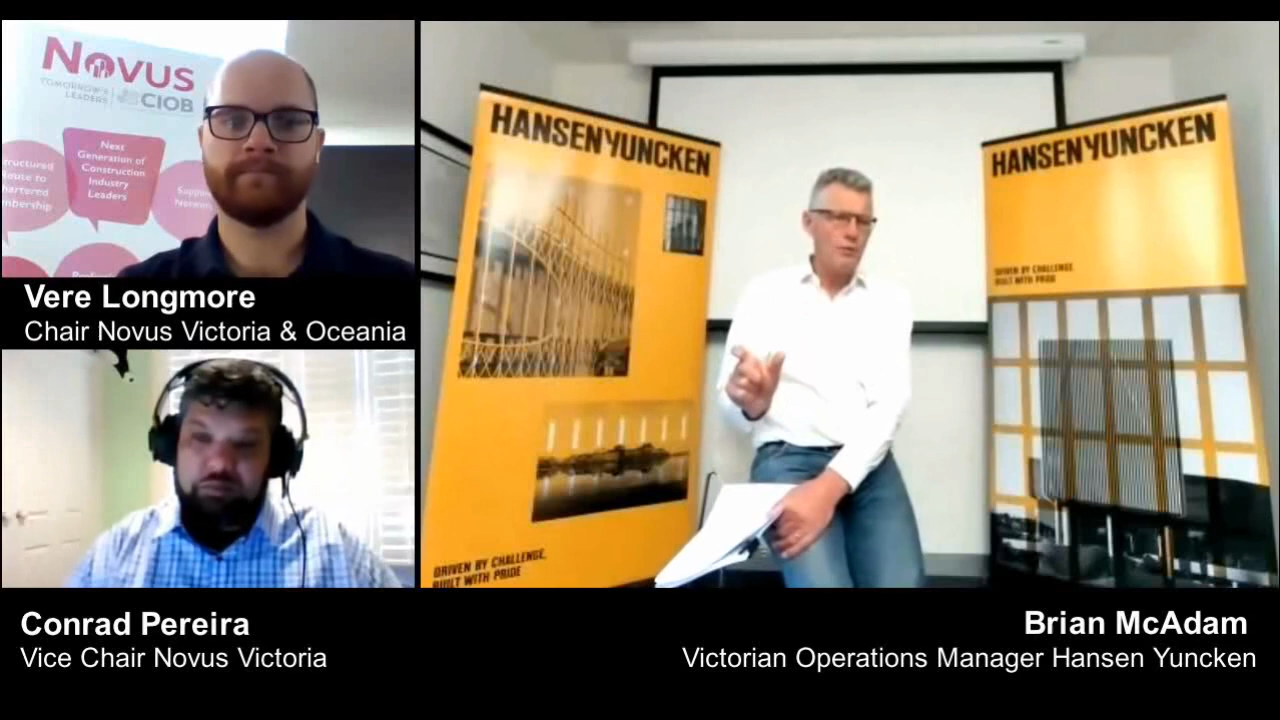 NOVUS
TOMORROW'S
LEADERS
CIOB
Next
Generation of
Construction
Industry
Leaders
Vere Longmore
Chair Novus Victoria & Oceania
HANSENYUNCKEN
DRIVEN BY CHALLENGE,
BUILT WITH PRIDE
HANSENYUNCKEN
DRIVEN BY CHALLENGE
BUILT WITH PRIDE
Conrad Pereira
Vice Chair Novus Victoria
Brian McAdam
Victorian Operations Manager Hansen Yuncken